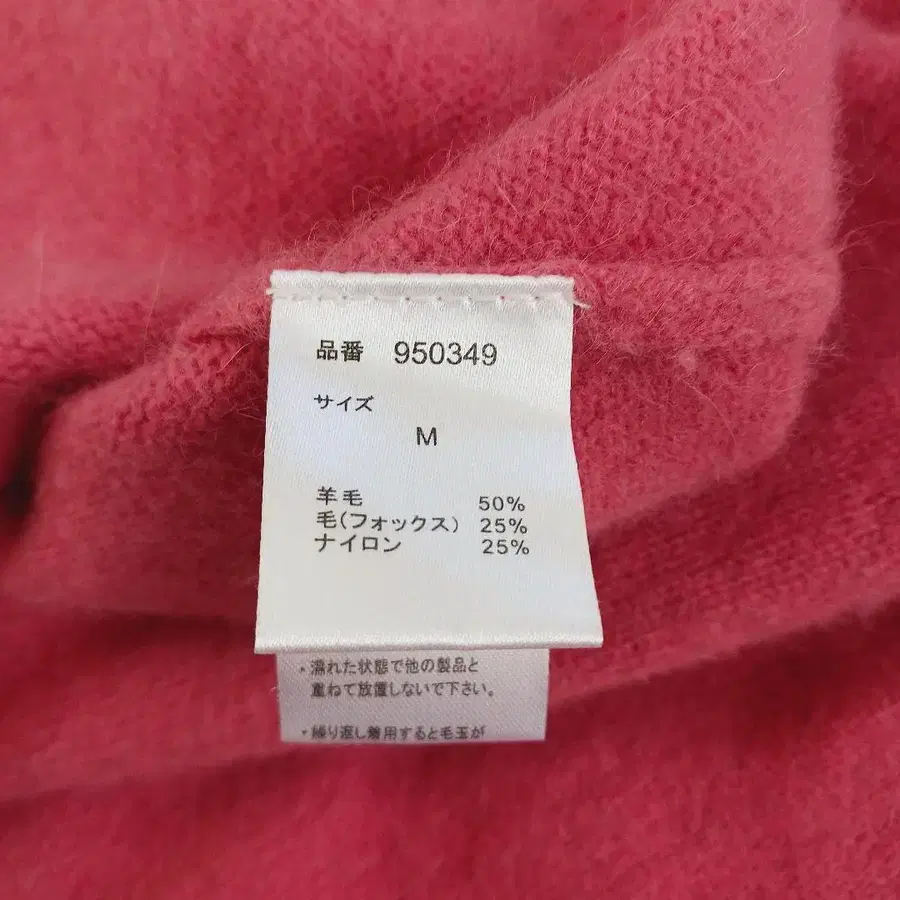 品番 950349
サイズ
M
羊毛 50%
毛(フォックス) 25%
ナイロン 25%
・濡れた状態で他の製品と
重ねて放置しないで下さい。
・繰り返し着用すると毛玉が